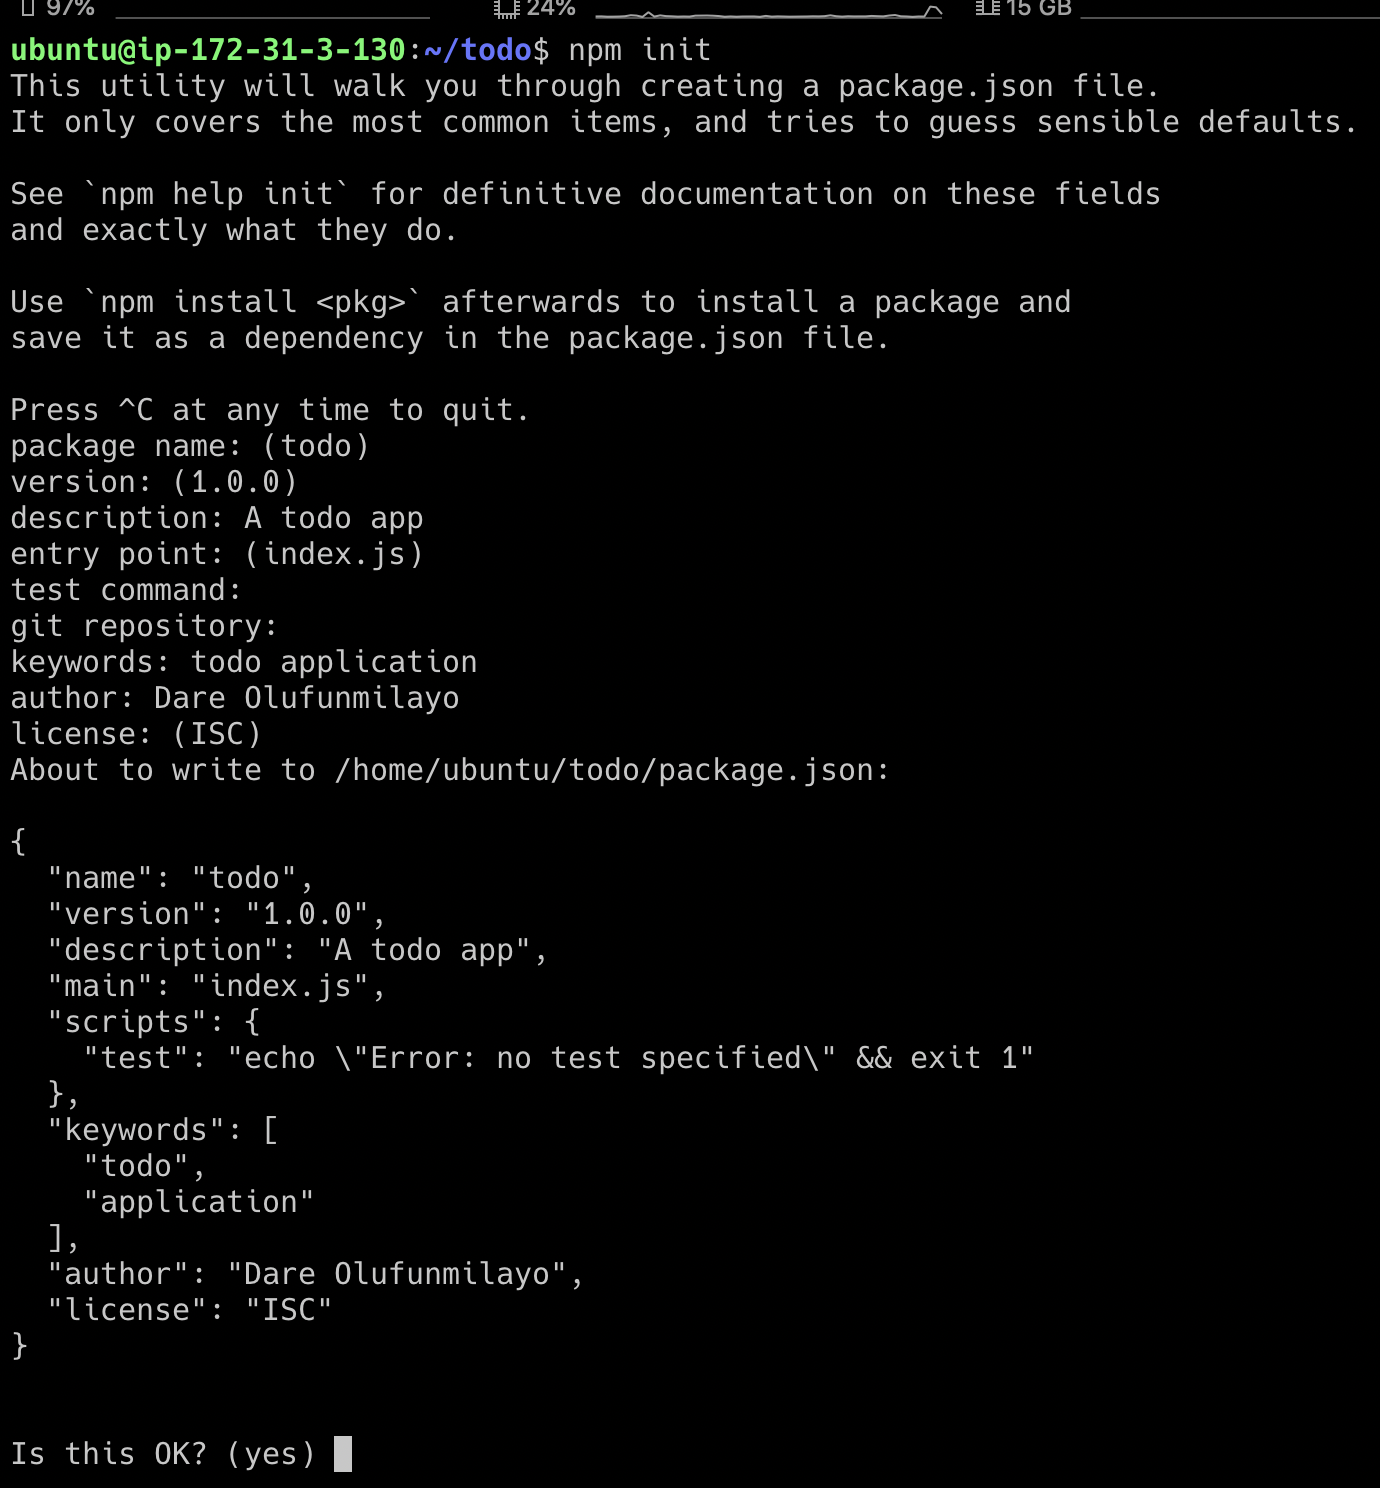 97% 24% 15 GB
ubuntu@ip-172-31-3-130:~/todo$ npm init
This utility will walk you through creating a package.json file.
It only covers the most common items, and tries to guess sensible defaults.

See `npm help init` for definitive documentation on these fields
and exactly what they do.

Use `npm install <pkg>` afterwards to install a package and
save it as a dependency in the package.json file.

Press ^C at any time to quit.
package name: (todo)
version: (1.0.0)
description: A todo app
entry point: (index.js)
test command:
git repository:
keywords: todo application
author: Dare Olufunmilayo
license: (ISC)
About to write to /home/ubuntu/todo/package.json:

{
  "name": "todo",
  "version": "1.0.0",
  "description": "A todo app",
  "main": "index.js",
  "scripts": {
    "test": "echo \"Error: no test specified\" && exit 1"
  },
  "keywords": [
    "todo",
    "application"
  ],
  "author": "Dare Olufunmilayo",
  "license": "ISC"
}

Is this OK? (yes)